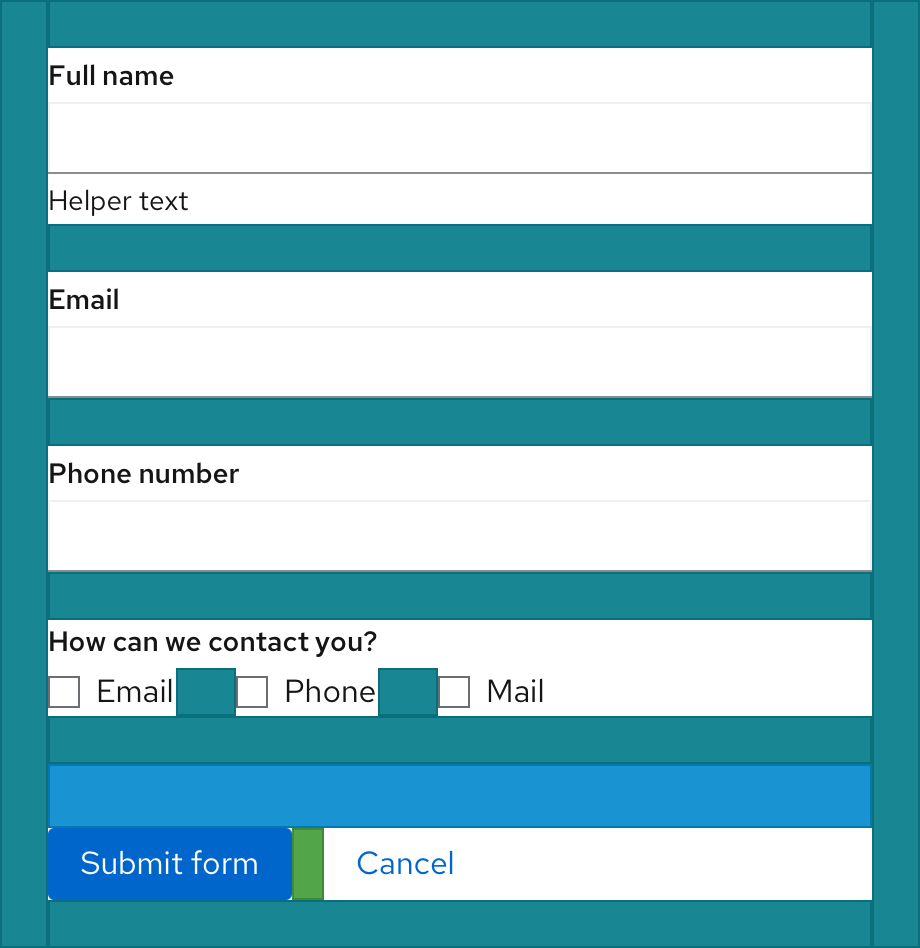 Full name
Helper text
Email
Phone number
How can we contact you?
Email Phone Mail
Submit form Cancel